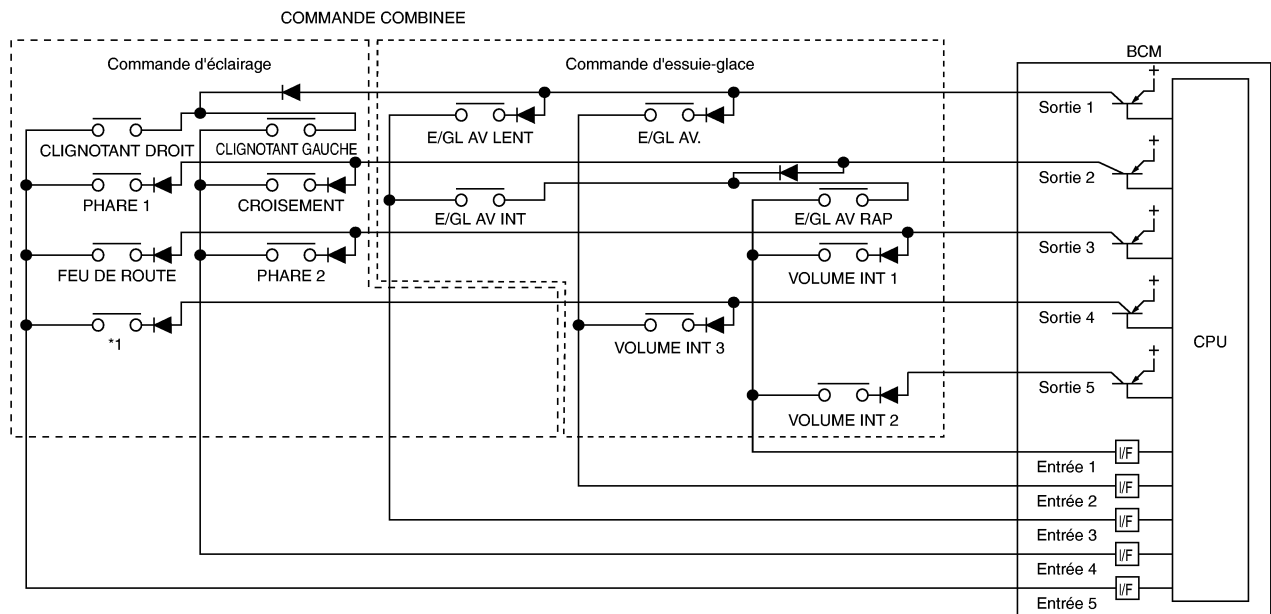 COMMANDE COMBINEE
BCM
Commande d'éclairage
Commande d'essuie-glace
+
Sortie 1
E/GL AV LENT
E/GL AV.
CLIGNOTANT DROIT
CLIGNOTANT GAUCHE
+
Sortie 2
PHARE 1
CROISEMENT
E/GL AV INT
E/GL AV RAP
+
Sortie 3
FEU DE ROUTE
PHARE 2
VOLUME INT 1
+
Sortie 4
*1
VOLUME INT 3
CPU
+
Sortie 5
VOLUME INT 2
Entrée 1
I/F
Entrée 2
I/F
Entrée 3
I/F
Entrée 4
I/F
Entrée 5
I/F